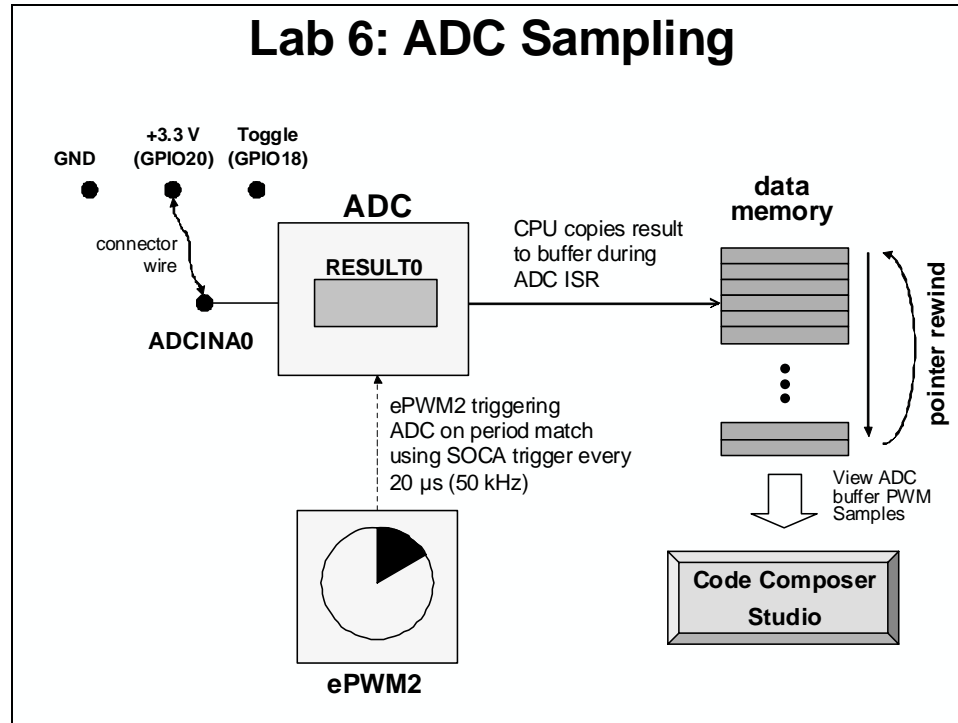 Lab 6: ADC Sampling
GND
+3.3 V
(GPIO20)
Toggle
(GPIO18)
connector
wire
ADCINA0
ADC
RESULT0
CPU copies result
to buffer during
ADC ISR
data
memory
pointer rewind
ePWM2 triggering
ADC on period match
using SOCA trigger every
20 µs (50 kHz)
View ADC
buffer PWM
Samples
Code Composer
Studio
ePWM2